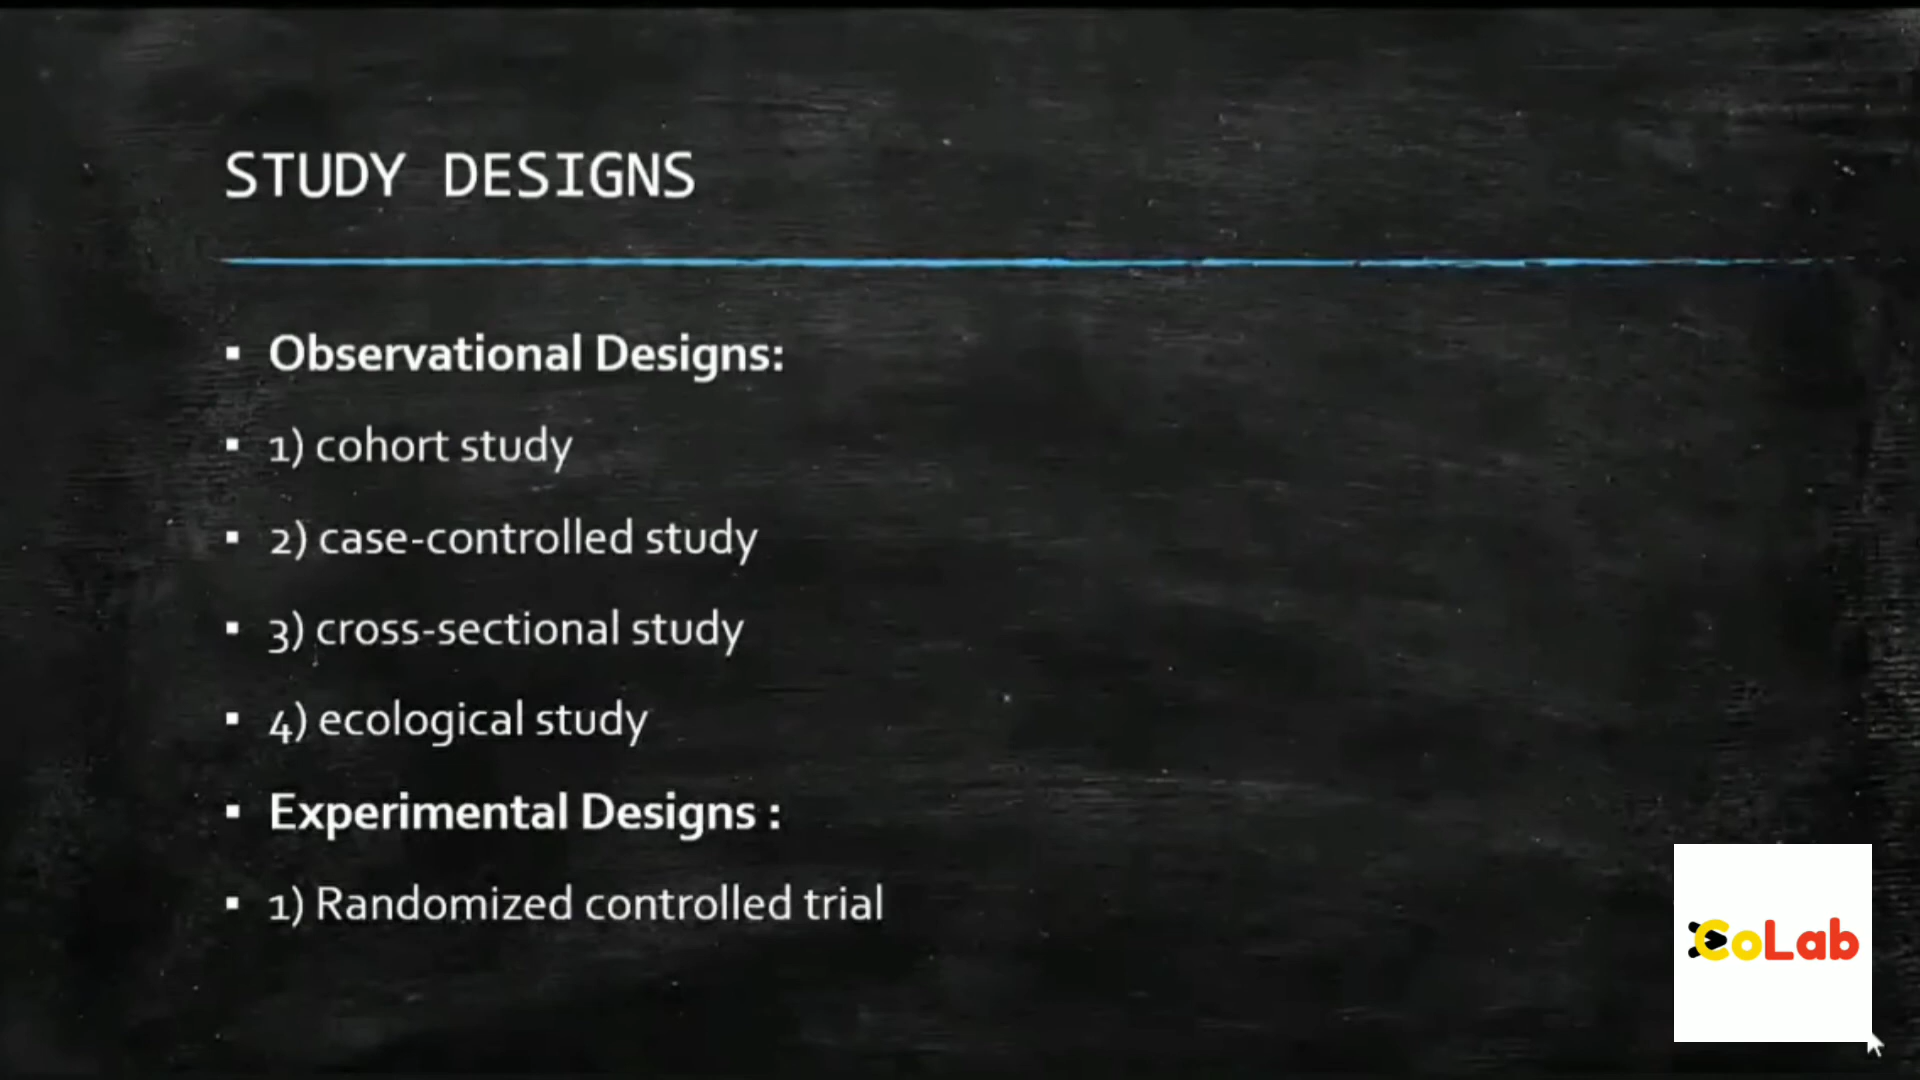 STUDY DESIGNS
▪ Observational Designs:
▪ 1) cohort study
▪ 2) case-controlled study
▪ 3) cross-sectional study
▪ 4) ecological study
▪ Experimental Designs :
▪ 1) Randomized controlled trial
CoLab